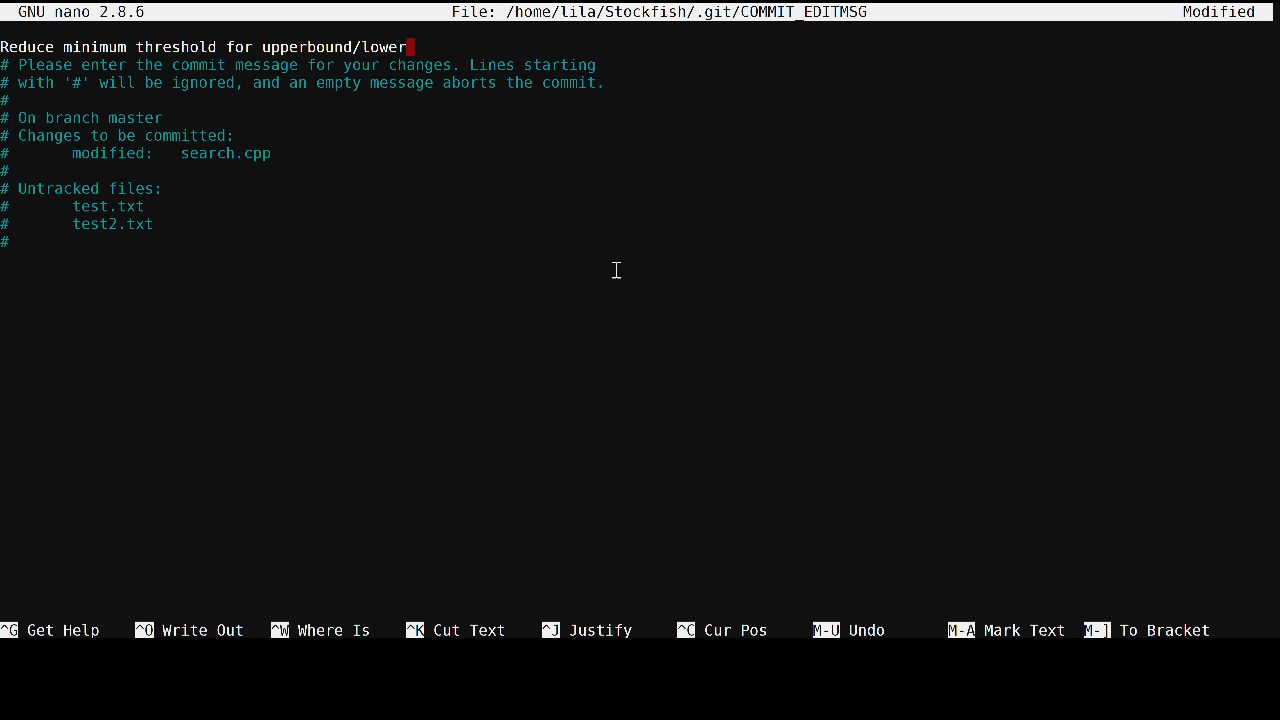 GNU nano 2.8.6 File: /home/lila/Stockfish/.git/COMMIT_EDITMSG Modified
Reduce minimum threshold for upperbound/lower
# Please enter the commit message for your changes. Lines starting
# with '#' will be ignored, and an empty message aborts the commit.
#
# On branch master
# Changes to be committed:
#       modified:   search.cpp
#
# Untracked files:
#       test.txt
#       test2.txt
#
^G Get Help ^O Write Out ^W Where Is ^K Cut Text ^J Justify ^C Cur Pos M-U Undo M-A Mark Text M-] To Bracket